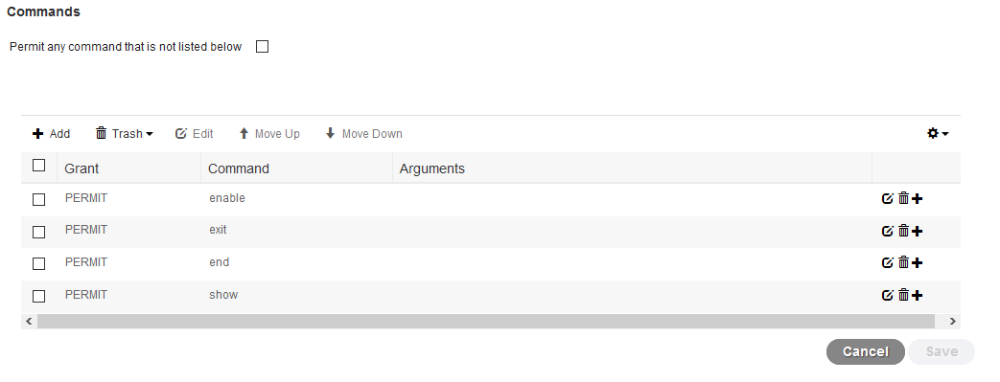 Commands
Permit any command that is not listed below
Add Trash Edit Move Up Move Down
Grant Command Arguments
PERMIT enable
PERMIT exit
PERMIT end
PERMIT show
Cancel Save